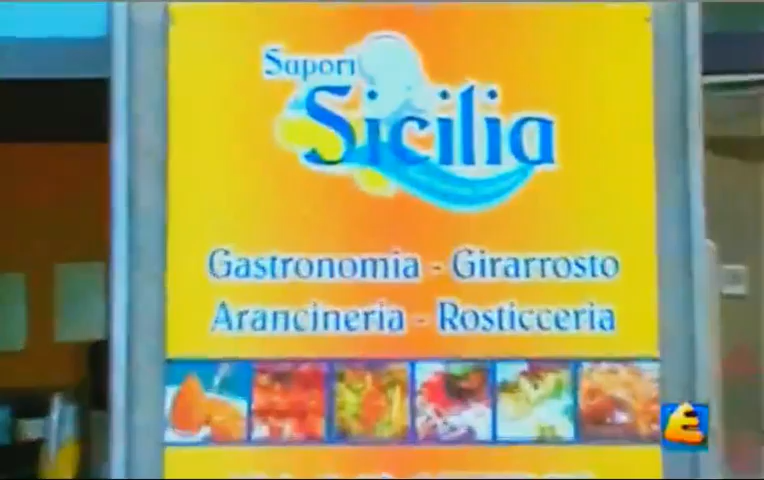 Sapori
Sicilia
Gastronomia - Girarrosto
Arancineria - Rosticceria
E